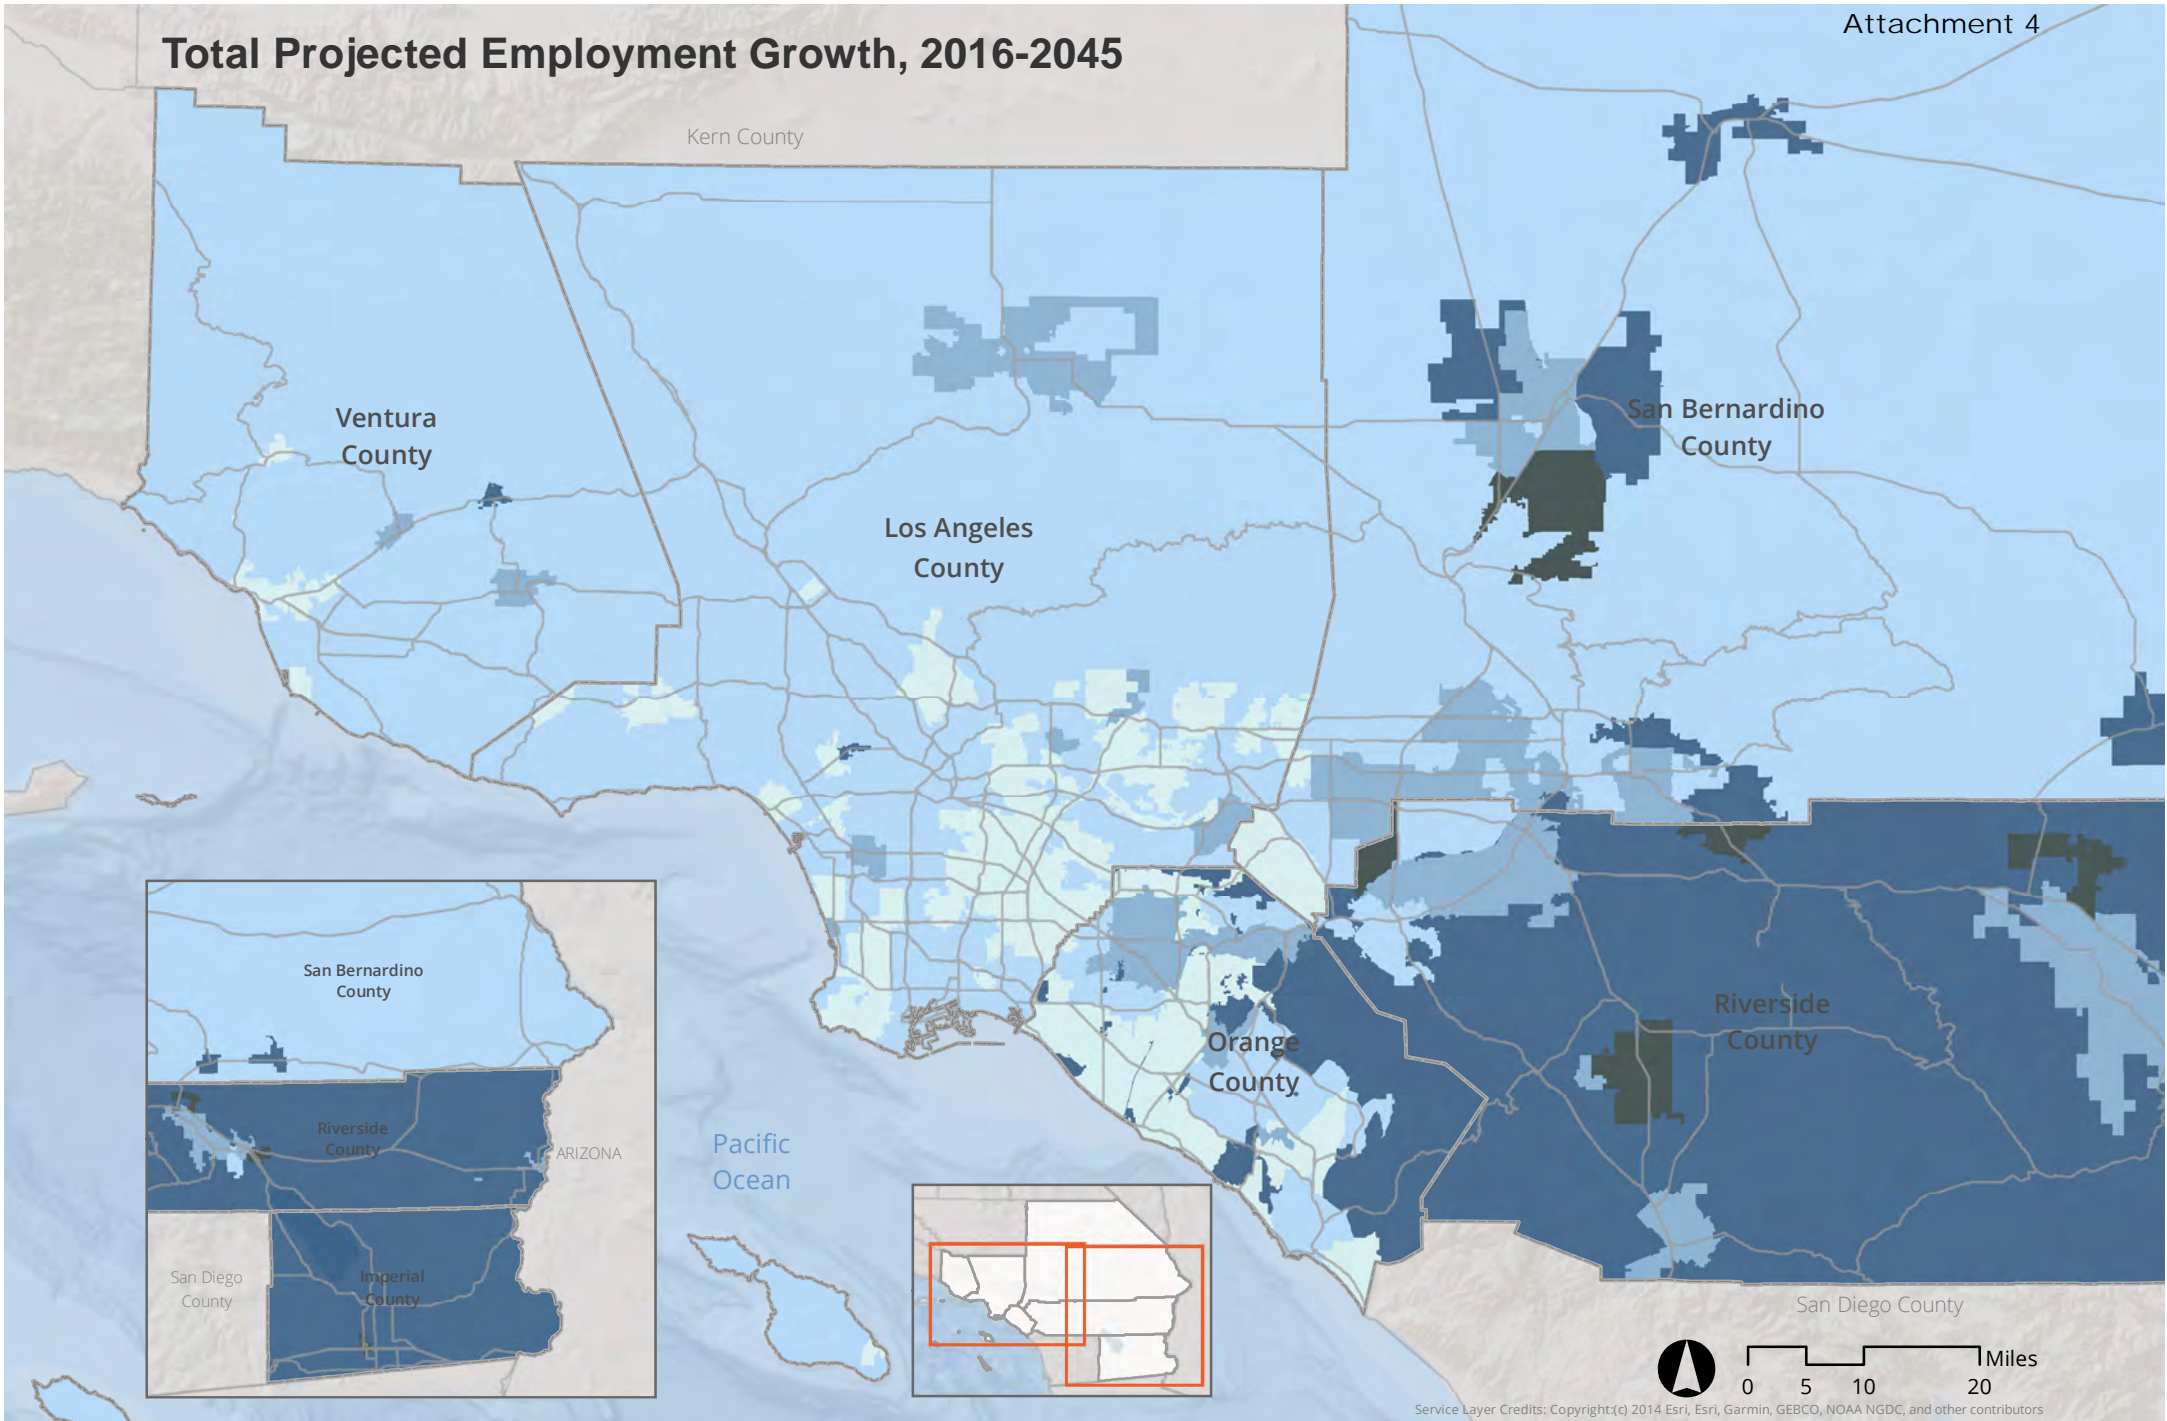 Attachment 4
Total Projected Employment Growth, 2016-2045
Kern County
Ventura
County
San Bernardino
County
Los Angeles
County
Riverside
County
Orange
County
San Bernardino
County
Riverside
County
ARIZONA
Imperial
County
San Diego
County
Pacific
Ocean
San Diego County
Miles
0 5 10 20
Service Layer Credits: Copyright:(c) 2014 Esri, Esri, Garmin, GEBCO, NOAA NGDC, and other contributors